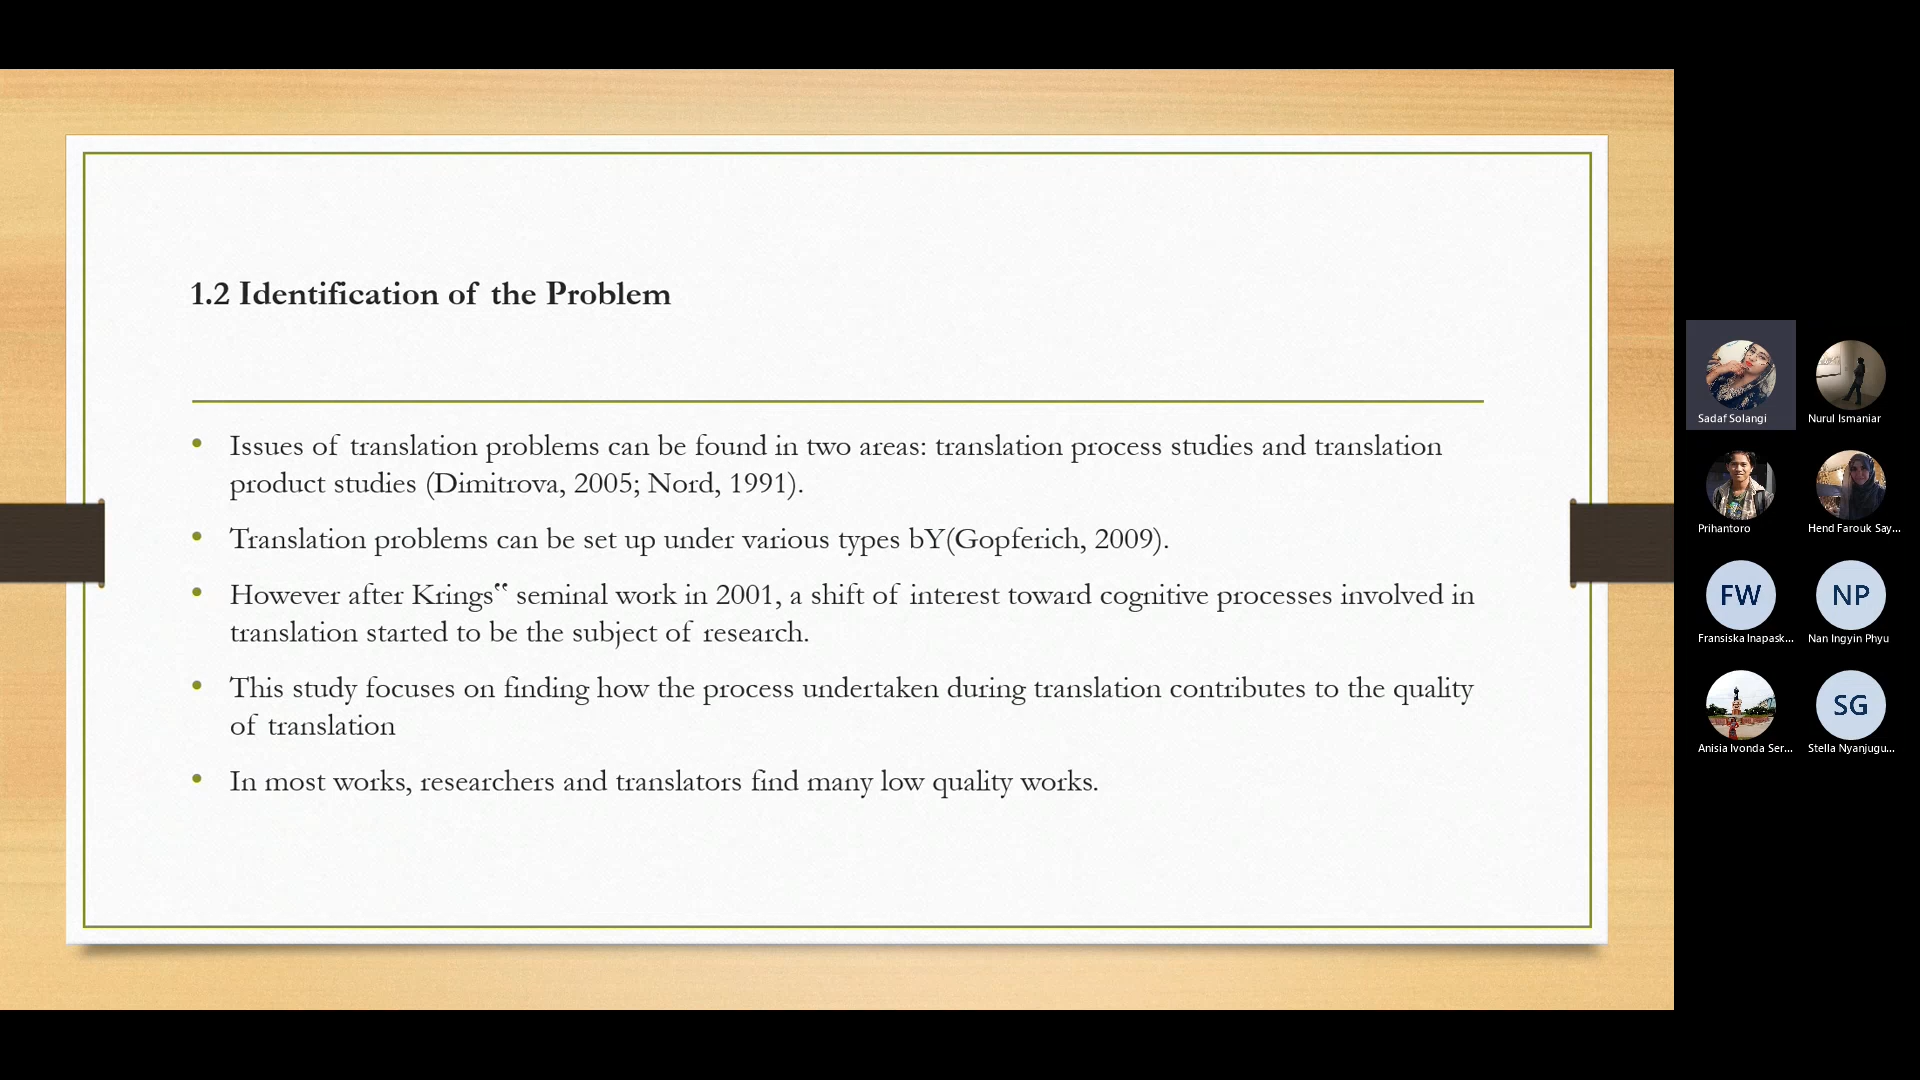 1.2 Identification of the Problem
• Issues of translation problems can be found in two areas: translation process studies and translation
product studies (Dimitrova, 2005; Nord, 1991).
• Translation problems can be set up under various types bY(Gopferich, 2009).
• However after Krings‟ seminal work in 2001, a shift of interest toward cognitive processes involved in
translation started to be the subject of research.
• This study focuses on finding how the process undertaken during translation contributes to the quality
of translation
• In most works, researchers and translators find many low quality works.
Sadaf Solangi
Nurul Ismaniar
Prihantoro
Hend Farouk Say...
FW
NP
Fransiska Inapask...
Nan Ingyin Phyu
SG
Anisia Ivonda Ser...
Stella Nyanjugu...